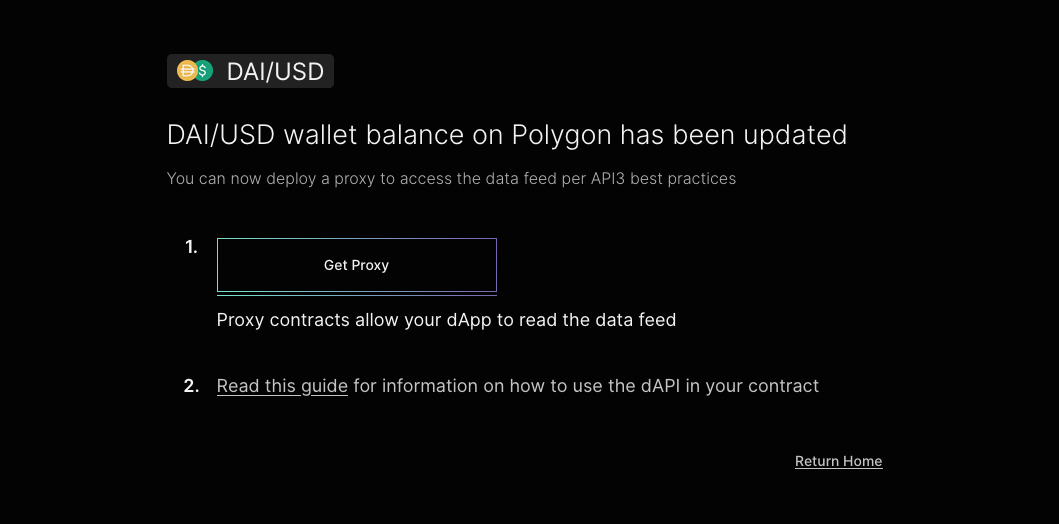 DAI/USD
DAI/USD wallet balance on Polygon has been updated
You can now deploy a proxy to access the data feed per API3 best practices
1.
Get Proxy
Proxy contracts allow your dApp to read the data feed
2. Read this guide for information on how to use the dAPI in your contract
Return Home